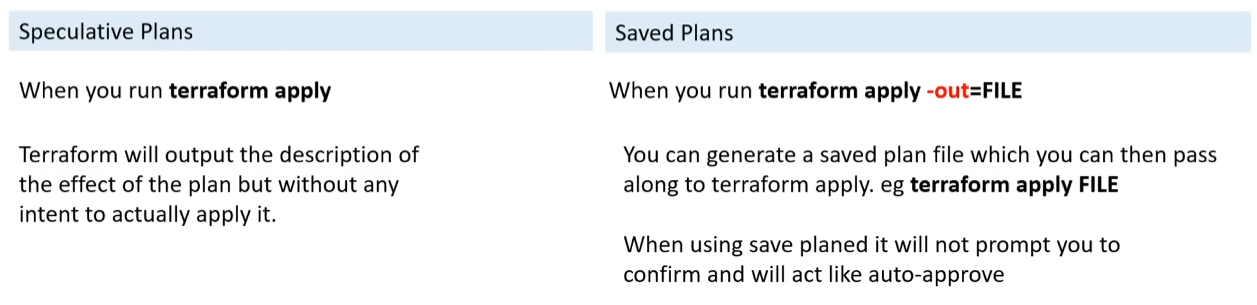 Speculative Plans
When you run terraform apply
Terraform will output the description of
the effect of the plan but without any
intent to actually apply it.
Saved Plans
When you run terraform apply -out=FILE
You can generate a saved plan file which you can then pass
along to terraform apply. eg terraform apply FILE
When using save planed it will not prompt you to
confirm and will act like auto-approve